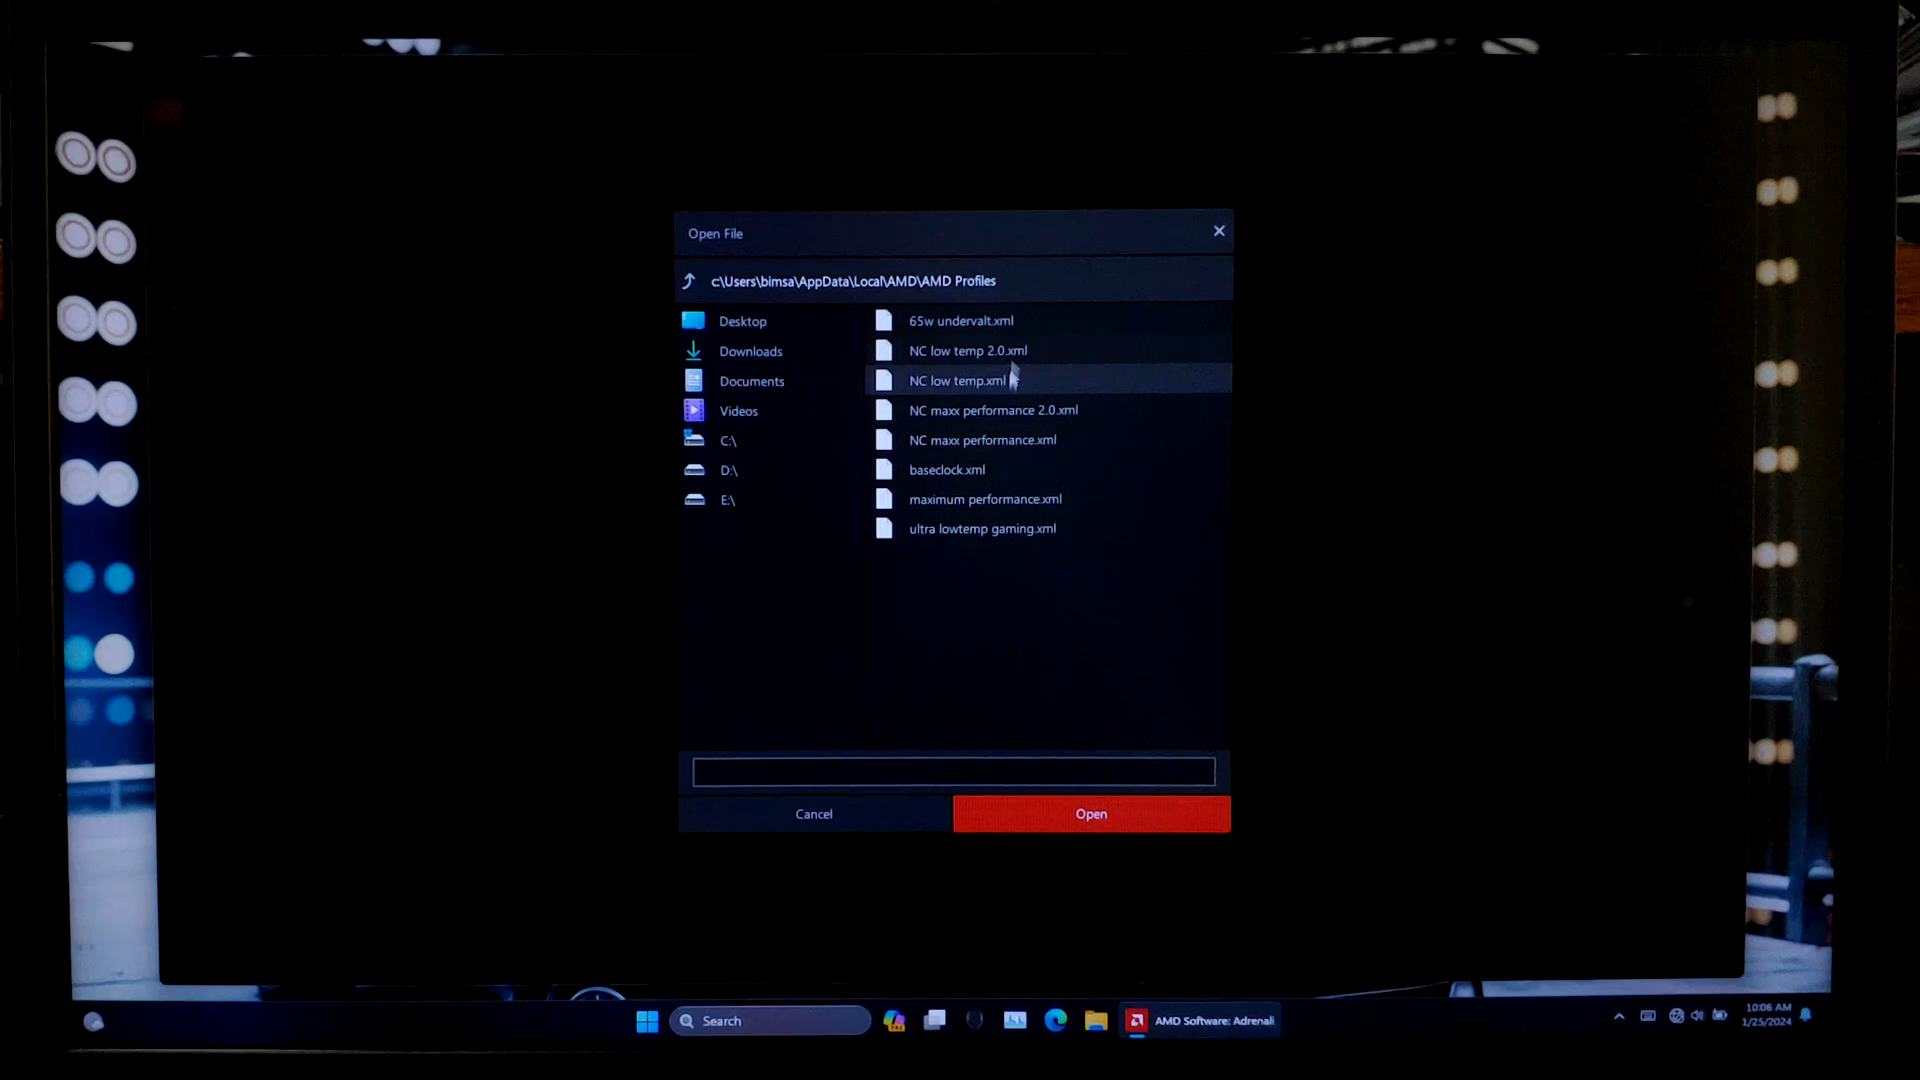 Open File
c\Users\bimsa\AppData\Local\AMD\AMD Profiles
Desktop
Downloads
Documents
Videos
C:\
D:\
E:\
65w undervalt.xml
NC low temp 2.0.xml
NC low temp.xml
NC maxx performance 2.0.xml
NC maxx performance.xml
baseclock.xml
maximum performance.xml
ultra lowtemp gaming.xml
Cancel
Open
Search
AMD Software: Adrenali
10:06 AM
1/25/2024